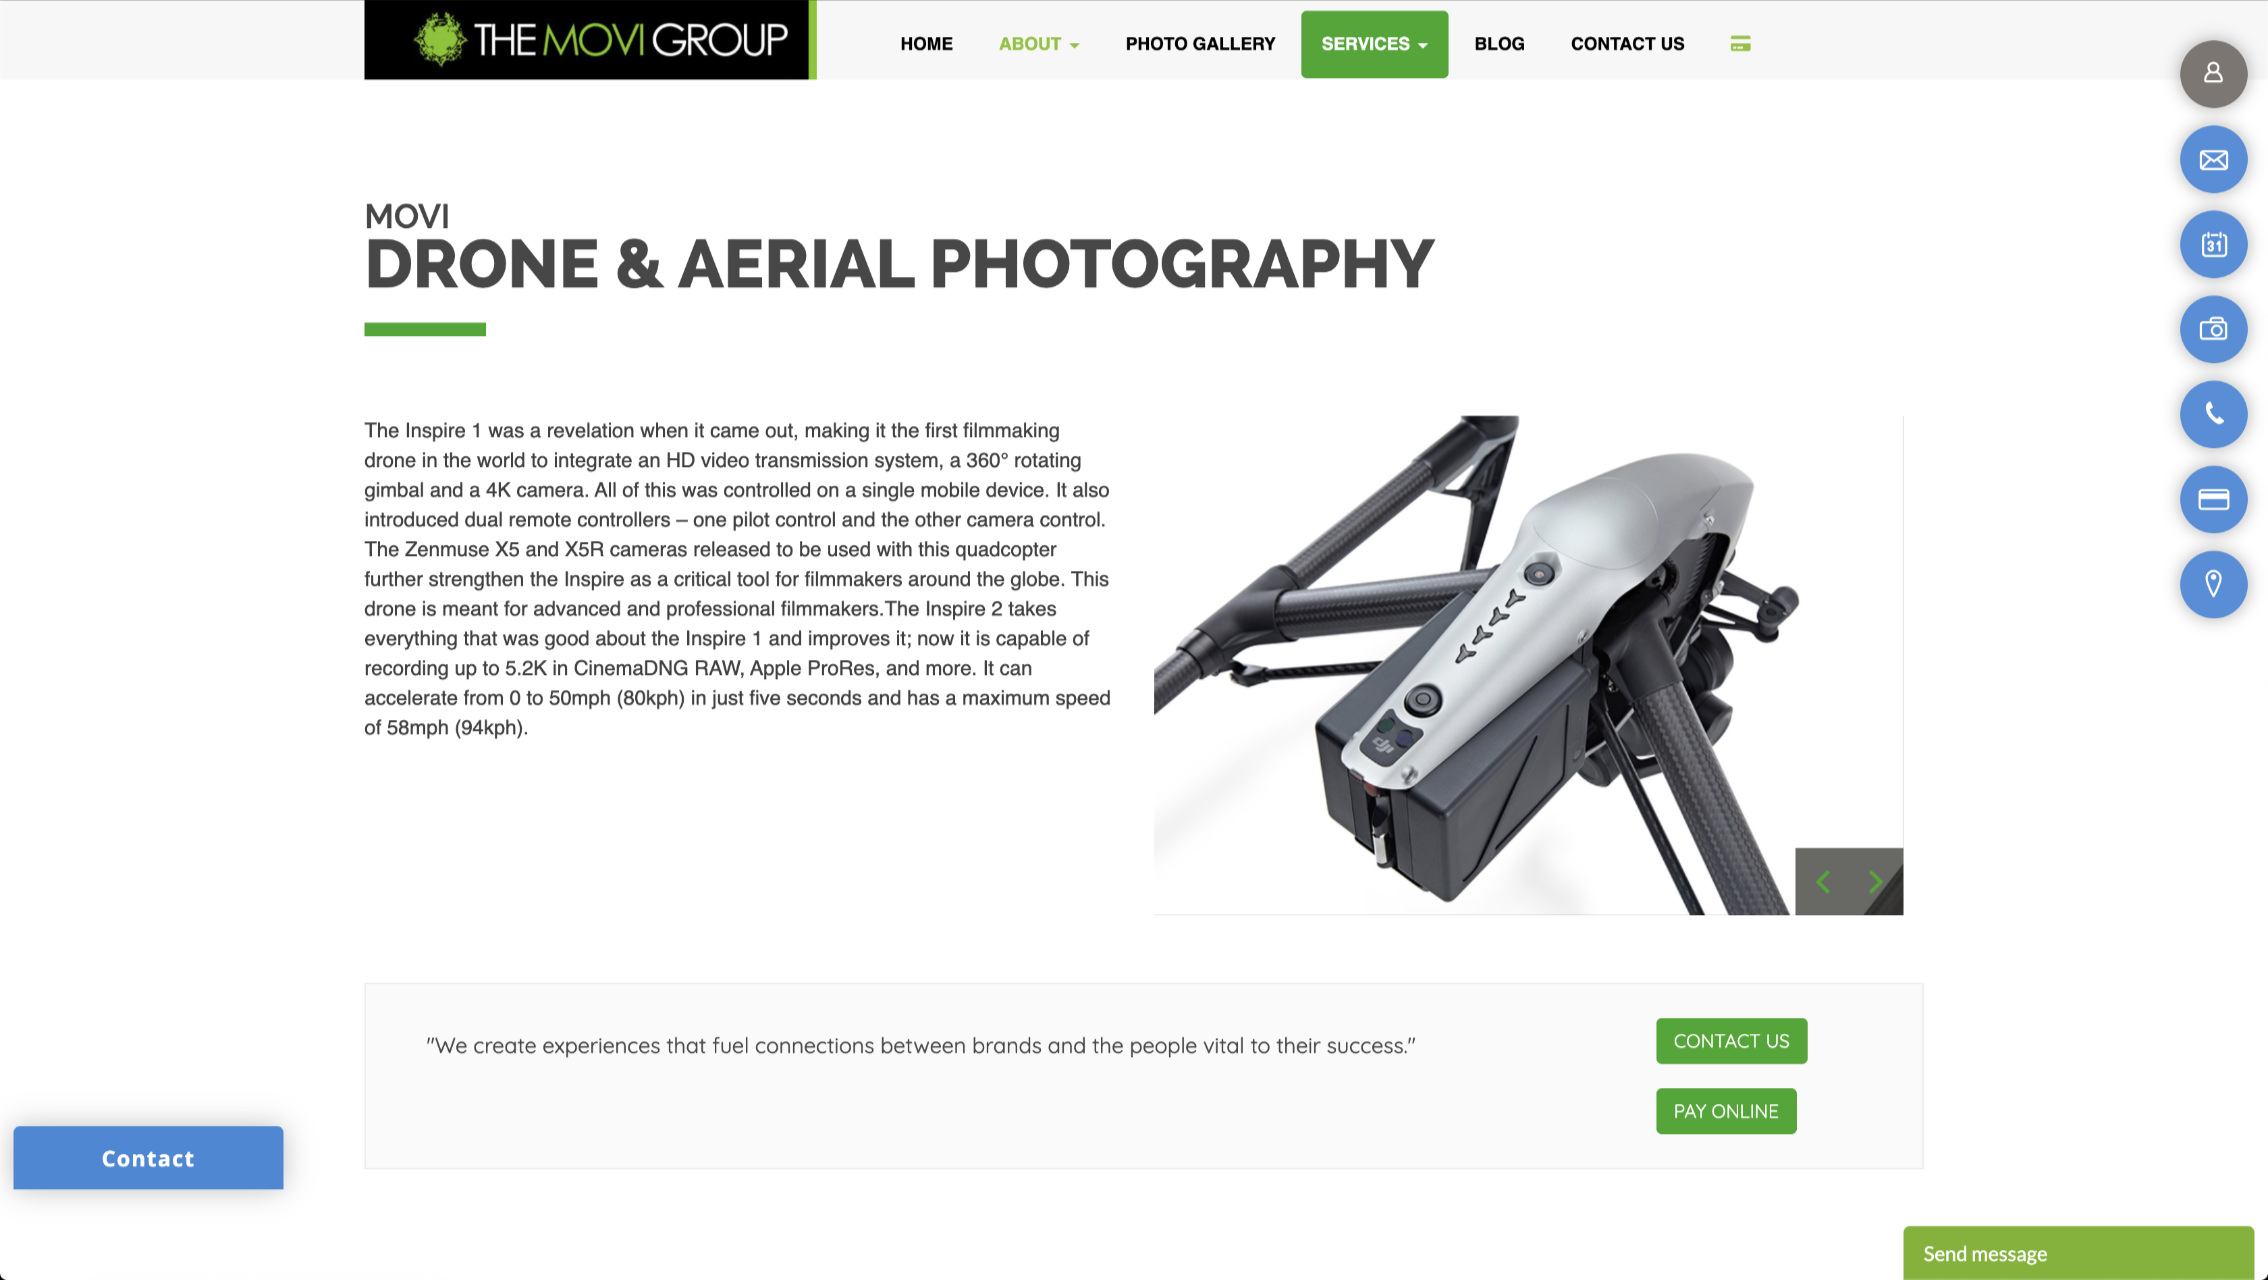 THE MOVI GROUP
HOME
ABOUT
PHOTO GALLERY
SERVICES
BLOG
CONTACT US
31
MOVI
DRONE & AERIAL PHOTOGRAPHY
The Inspire 1 was a revelation when it came out, making it the first filmmaking
drone in the world to integrate an HD video transmission system, a 360° rotating
gimbal and a 4K camera. All of this was controlled on a single mobile device. It also
introduced dual remote controllers – one pilot control and the other camera control.
The Zenmuse X5 and X5R cameras released to be used with this quadcopter
further strengthen the Inspire as a critical tool for filmmakers around the globe. This
drone is meant for advanced and professional filmmakers.The Inspire 2 takes
everything that was good about the Inspire 1 and improves it; now it is capable of
recording up to 5.2K in CinemaDNG RAW, Apple ProRes, and more. It can
accelerate from 0 to 50mph (80kph) in just five seconds and has a maximum speed
of 58mph (94kph).
dji
"We create experiences that fuel connections between brands and the people vital to their success."
CONTACT US
PAY ONLINE
Contact
Send message